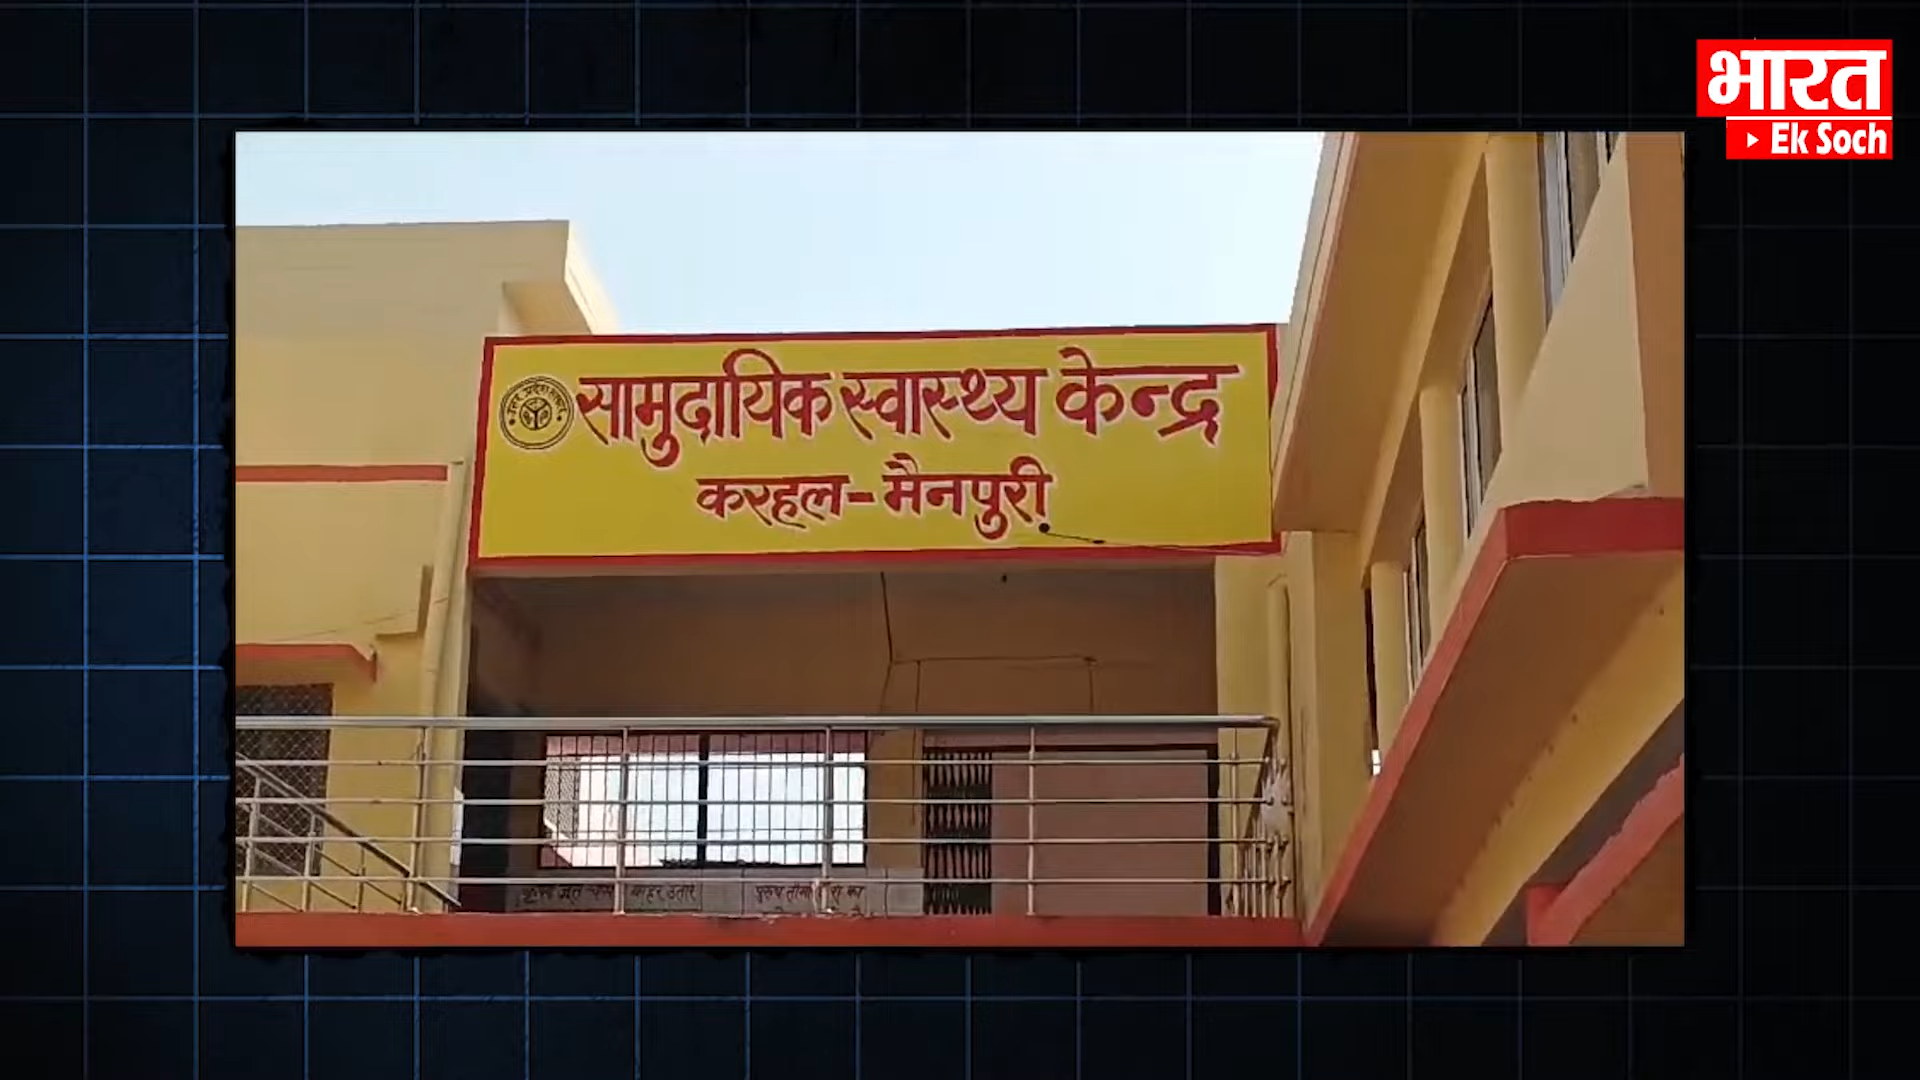 भारत
Ek Soch
सामुदायिक स्वास्थ्य केन्द्र
करहल-मैनपुरी